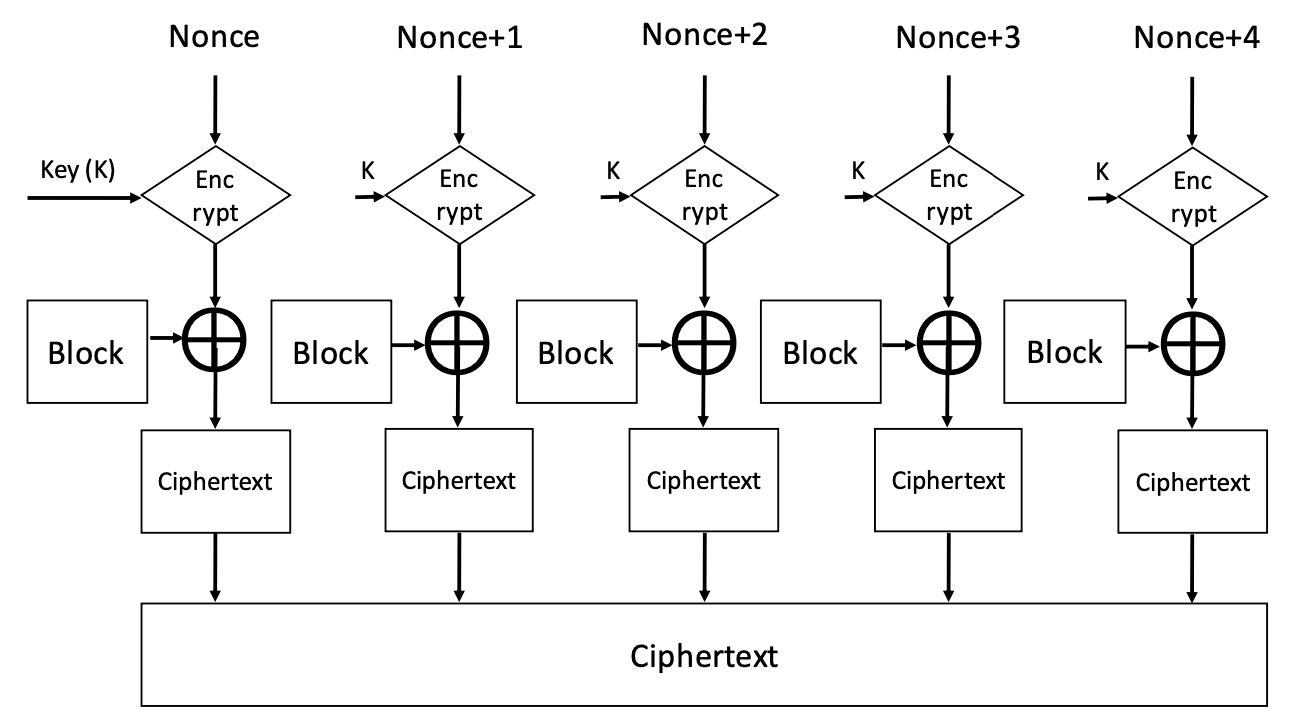 Nonce
Nonce+1
Nonce+2
Nonce+3
Nonce+4
Key (K)
K
K
K
K
Enc
rypt
Enc
rypt
Enc
rypt
Enc
rypt
Enc
rypt
Block
Block
Block
Block
Block
Ciphertext
Ciphertext
Ciphertext
Ciphertext
Ciphertext
Ciphertext